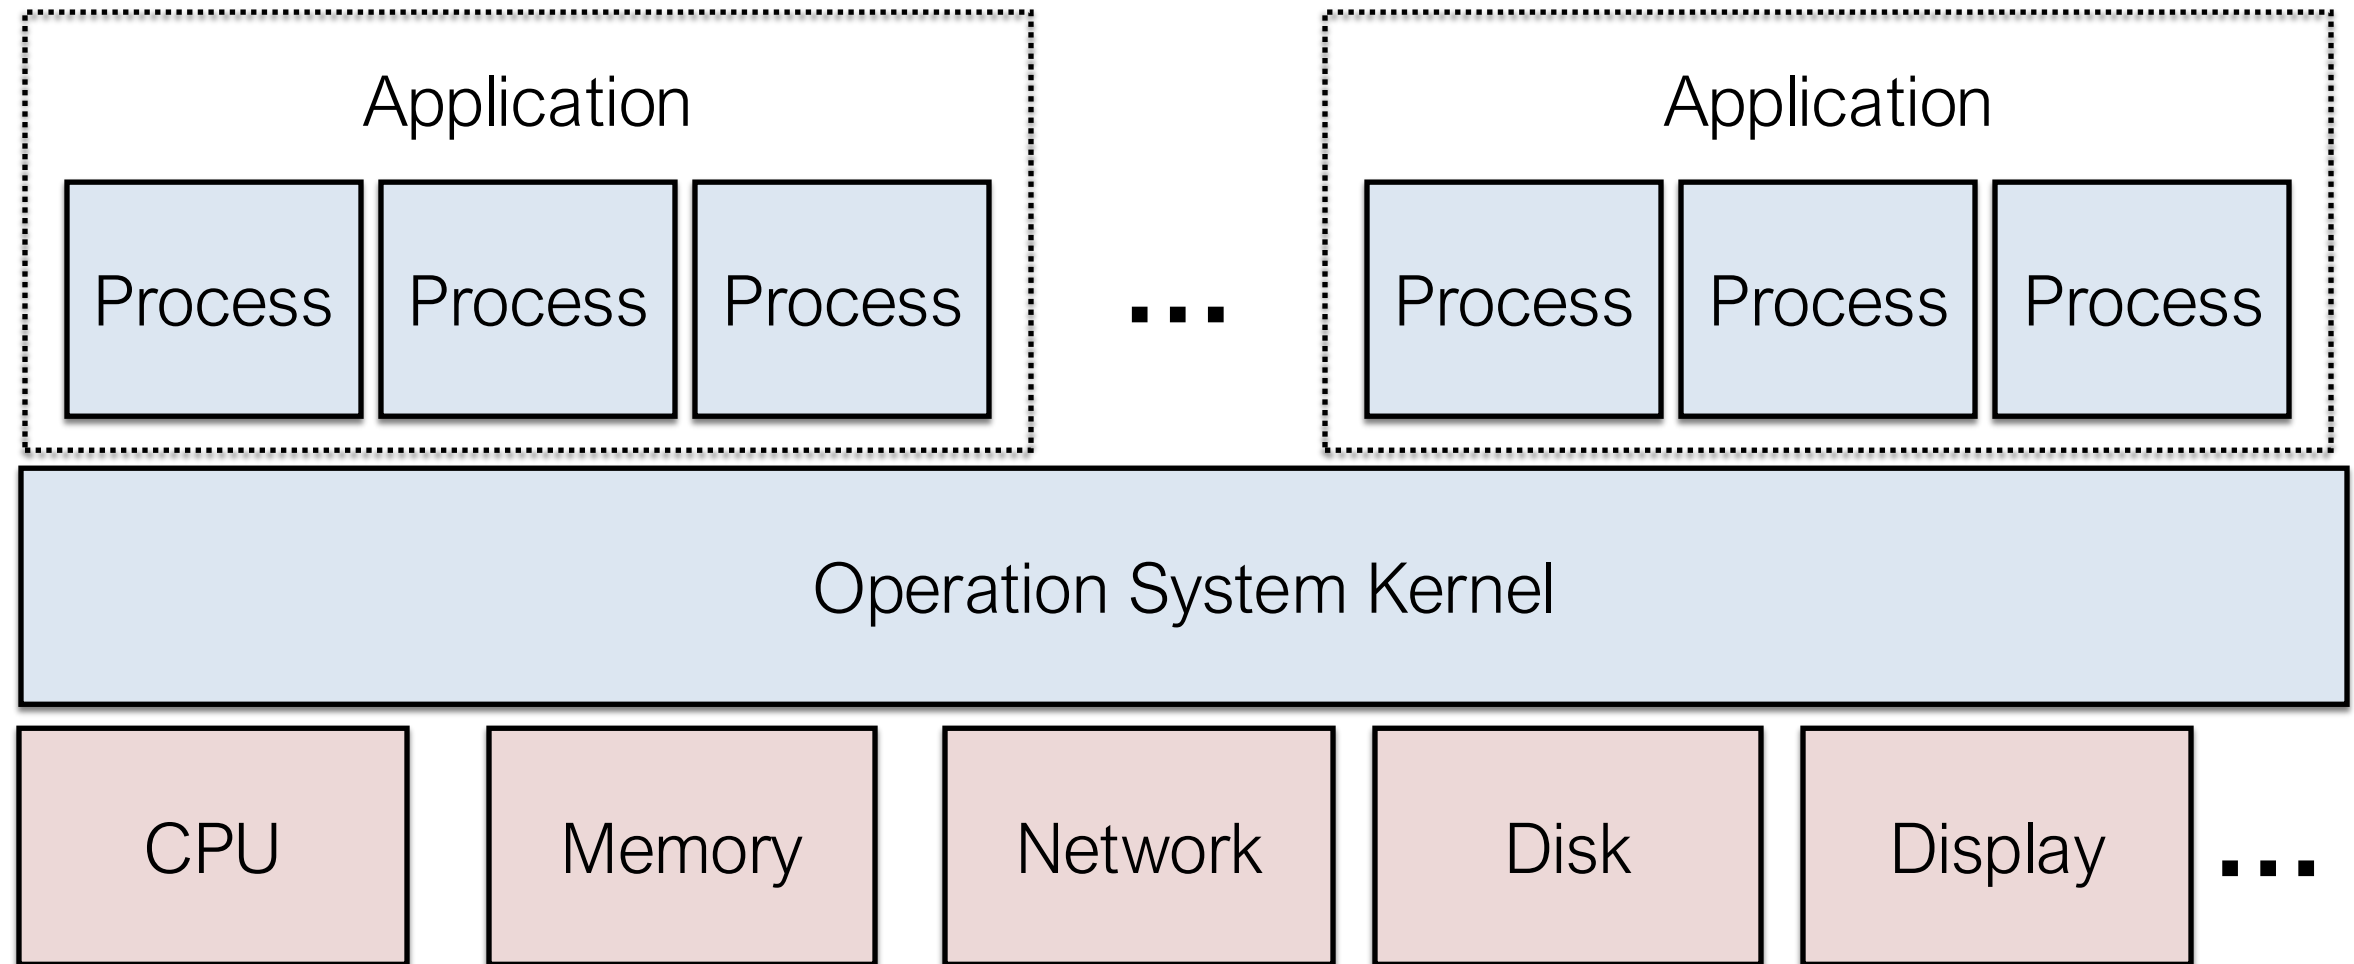 Application
Application
Process Process Process ... Process Process Process
Operation System Kernel
CPU Memory Network Disk Display ...